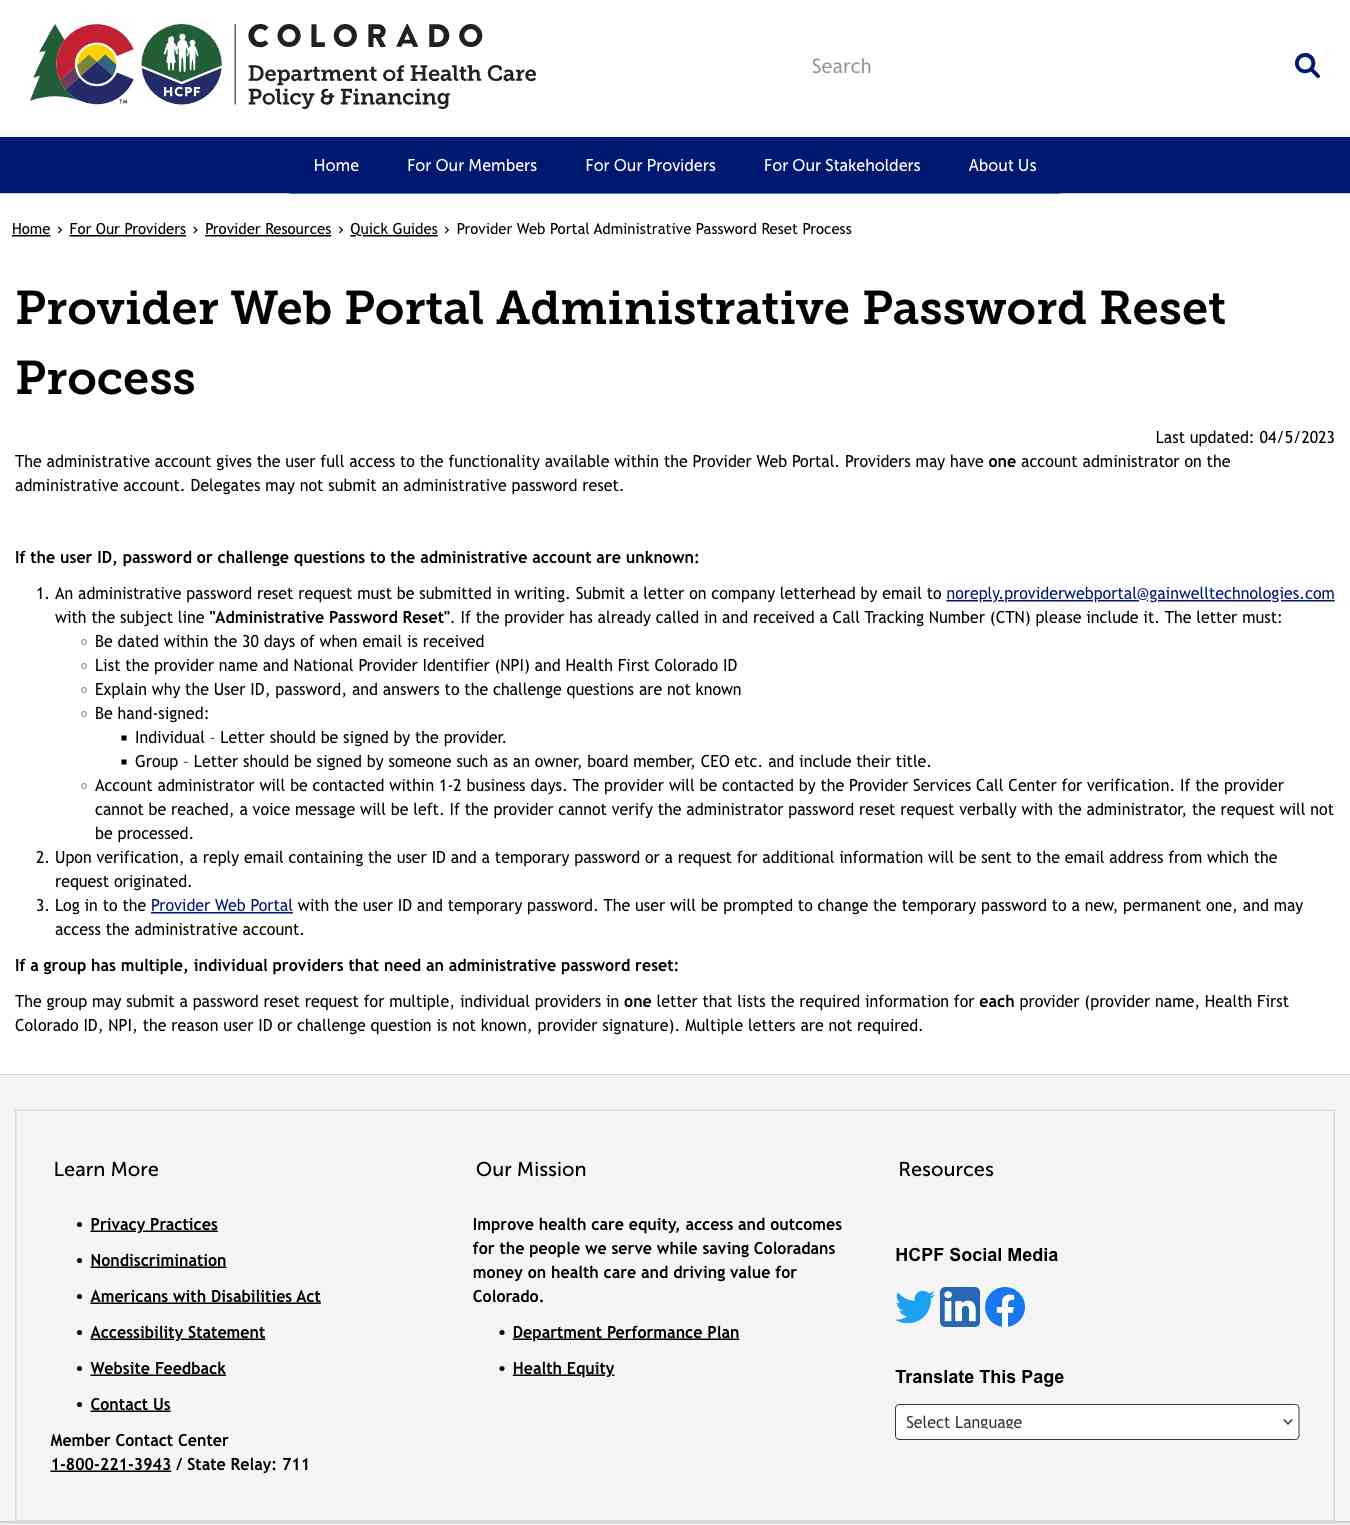 COLORADO
Department of Health Care
Policy & Financing
HCPF
TM
Search
Home
For Our Members
For Our Providers
For Our Stakeholders
About Us
Home › For Our Providers › Provider Resources › Quick Guides › Provider Web Portal Administrative Password Reset Process
Provider Web Portal Administrative Password Reset
Process
Last updated: 04/5/2023
The administrative account gives the user full access to the functionality available within the Provider Web Portal. Providers may have one account administrator on the
administrative account. Delegates may not submit an administrative password reset.
If the user ID, password or challenge questions to the administrative account are unknown:
1. An administrative password reset request must be submitted in writing. Submit a letter on company letterhead by email to noreply.providerwebportal@gainwelltechnologies.com
with the subject line "Administrative Password Reset". If the provider has already called in and received a Call Tracking Number (CTN) please include it. The letter must:
◦ Be dated within the 30 days of when email is received
◦ List the provider name and National Provider Identifier (NPI) and Health First Colorado ID
◦ Explain why the User ID, password, and answers to the challenge questions are not known
◦ Be hand-signed:
▪ Individual - Letter should be signed by the provider.
▪ Group - Letter should be signed by someone such as an owner, board member, CEO etc. and include their title.
◦ Account administrator will be contacted within 1-2 business days. The provider will be contacted by the Provider Services Call Center for verification. If the provider
cannot be reached, a voice message will be left. If the provider cannot verify the administrator password reset request verbally with the administrator, the request will not
be processed.
2. Upon verification, a reply email containing the user ID and a temporary password or a request for additional information will be sent to the email address from which the
request originated.
3. Log in to the Provider Web Portal with the user ID and temporary password. The user will be prompted to change the temporary password to a new, permanent one, and may
access the administrative account.
If a group has multiple, individual providers that need an administrative password reset:
The group may submit a password reset request for multiple, individual providers in one letter that lists the required information for each provider (provider name, Health First
Colorado ID, NPI, the reason user ID or challenge question is not known, provider signature). Multiple letters are not required.
Learn More
• Privacy Practices
• Nondiscrimination
• Americans with Disabilities Act
• Accessibility Statement
• Website Feedback
• Contact Us
Member Contact Center
1-800-221-3943 / State Relay: 711
Our Mission
Improve health care equity, access and outcomes
for the people we serve while saving Coloradans
money on health care and driving value for
Colorado.
• Department Performance Plan
• Health Equity
Resources
HCPF Social Media
Translate This Page
Select Language